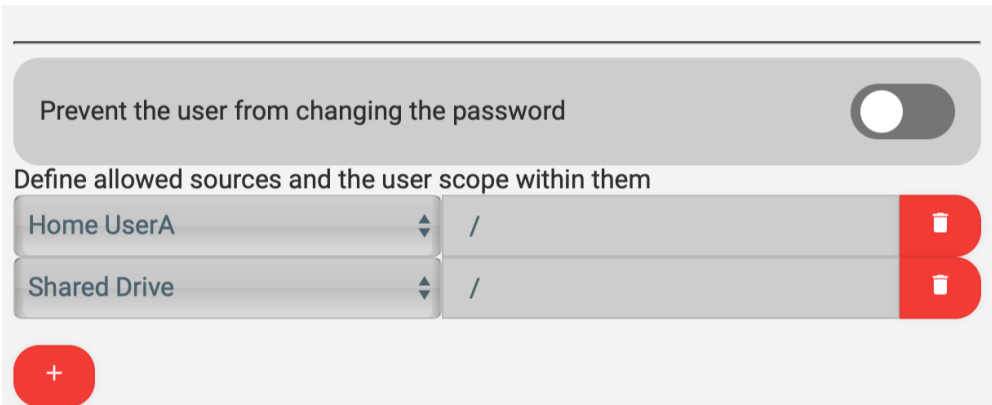 Prevent the user from changing the password
Define allowed sources and the user scope within them
Home UserA /
Shared Drive /
+